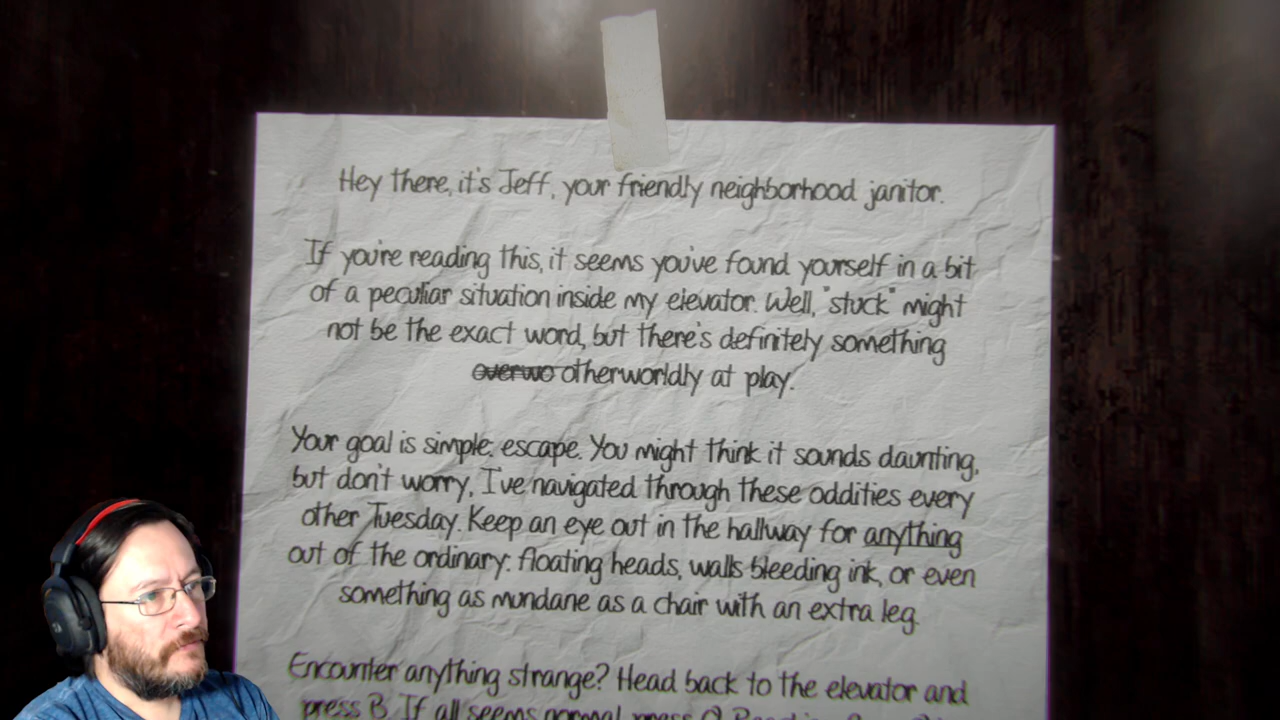 Hey there, it's Jeff, your friendly neighborhood janitor.
If you're reading this, it seems you've found yourself in a bit
of a peculiar situation inside my elevator. Well, "stuck" might
not be the exact word, but there's definitely something
overwo otherworldly at play.
Your goal is simple: escape. You might think it sounds daunting,
but don't worry, I've navigated through these oddities every
other Tuesday. Keep an eye out in the hallway for anything
out of the ordinary: floating heads, walls bleeding ink, or even
something as mundane as a chair with an extra leg.
Encounter anything strange? Head back to the elevator and
press B. If all seems normal, press